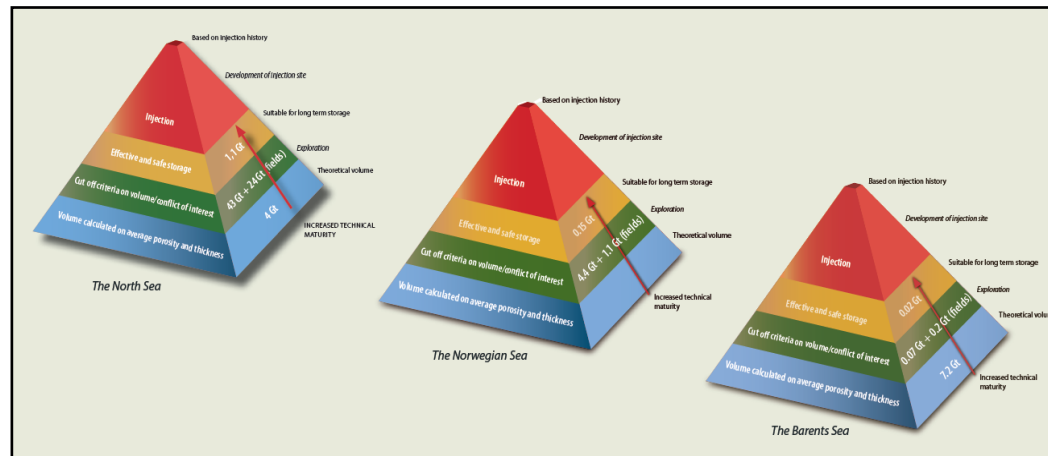 Based on injection history
Development of injection site
Suitable for long term storage
Exploration
Theoretical volume
INCREASED TECHNICAL
MATURITY
Injection
Effective and safe storage
1,1 Gt
Cut off criteria on volume/conflict of interest
43 Gt + 24 Gt (fields)
Volume calculated on average porosity and thickness
4 Gt
The North Sea
Based on injection history
Development of injection site
Suitable for long term storage
Exploration
Theoretical volume
Increased technical
maturity
Injection
Effective and safe storage
0.15 Gt
Cut off criteria on volume/conflict of interest
4.4 Gt + 1.1 Gt (fields)
Volume calculated on average porosity and thickness
The Norwegian Sea
Based on injection history
Development of injection site
Suitable for long term storage
Exploration
Theoretical volu
Increased technical
maturity
Injection
Effective and safe storage
0.02 Gt
Cut off criteria on volume/conflict of interest
0.07 Gt + 0.2 Gt (fields)
Volume calculated on average porosity and thickness
7.2 Gt
The Barents Sea